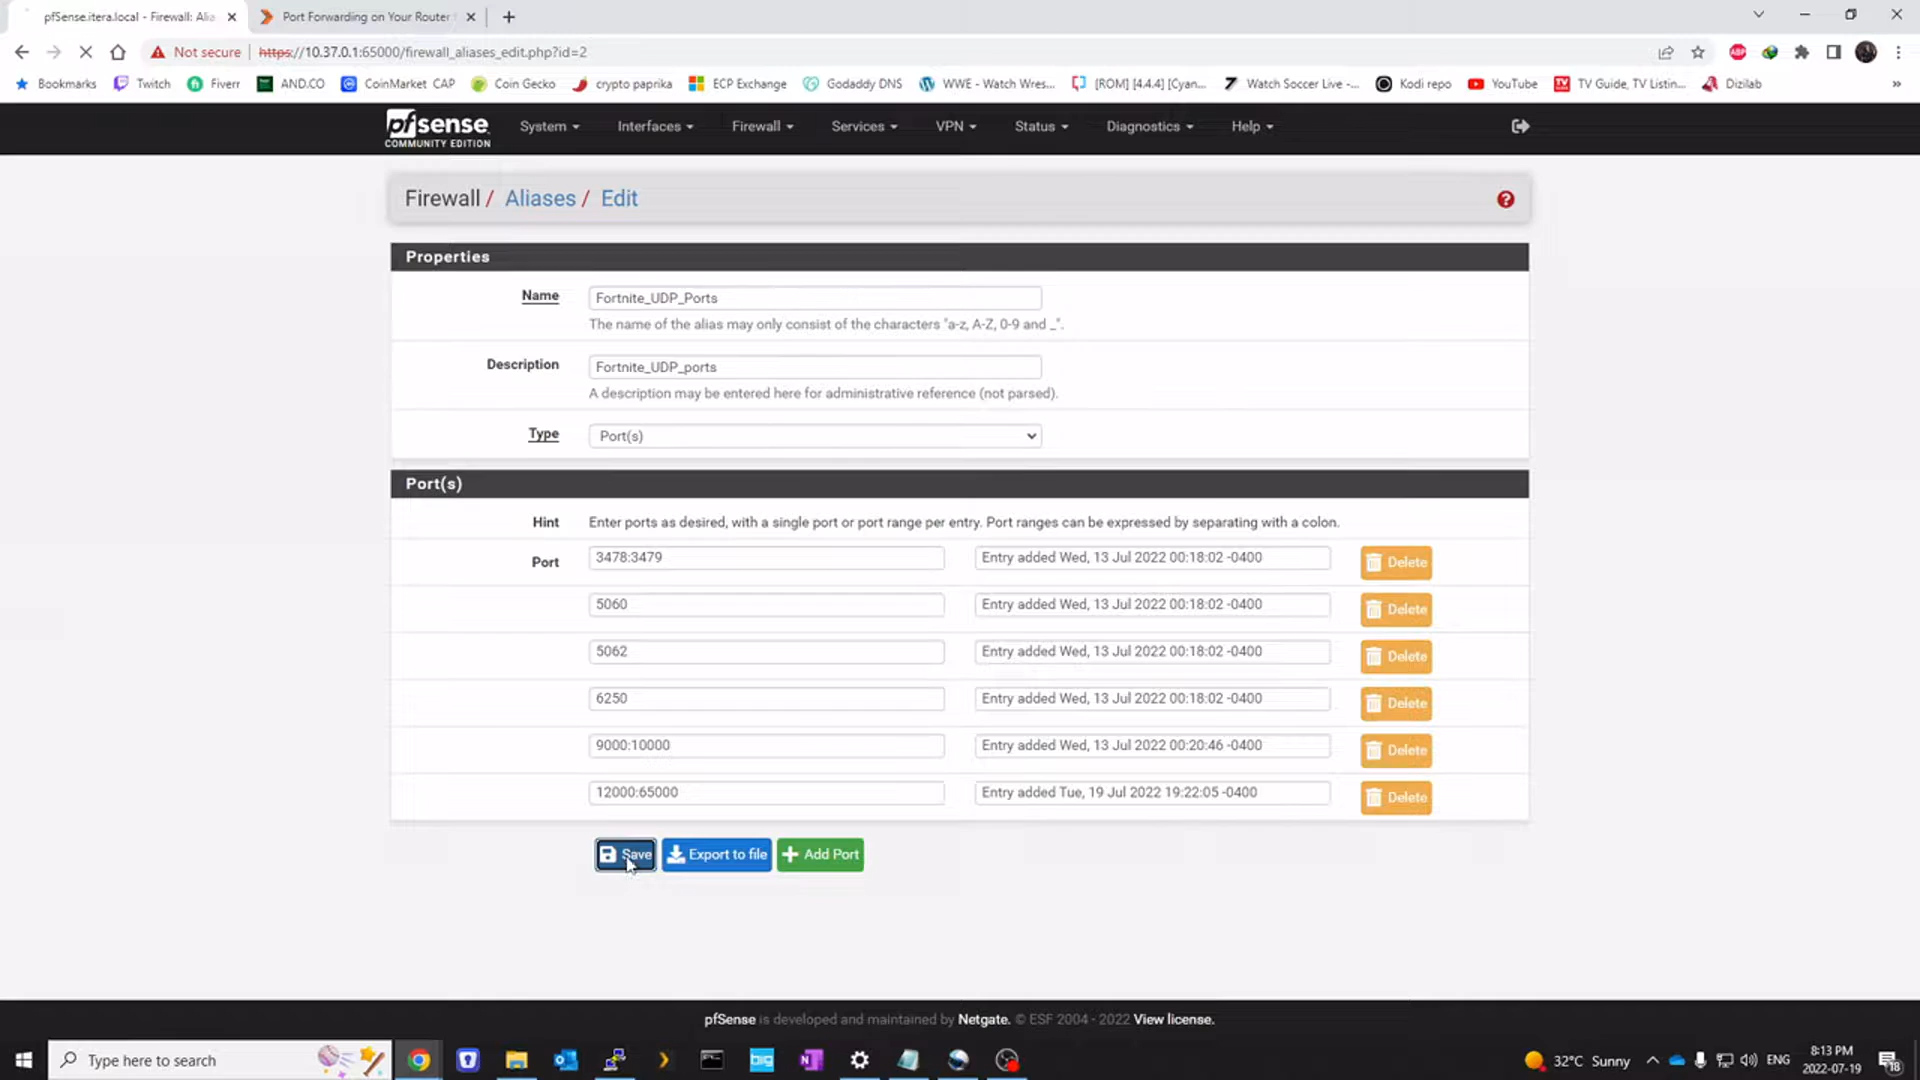 pfSense.itera.local - Firewall: Alia
Port Forwarding on Your Router
Not secure
https://10.37.0.1:65000/firewall_aliases_edit.php?id=2
ABP
Bookmarks
Twitch
Fiverr
AND.CO
CoinMarket CAP
Coin Gecko
crypto paprika
ECP Exchange
Godaddy DNS
WWE - Watch Wres...
[ROM] [4.4.4] [Cyan...
Watch Soccer Live -...
Kodi repo
YouTube
TV Guide, TV Listin...
Dizilab
»
pfsense
COMMUNITY EDITION
System
Interfaces
Firewall
Services
VPN
Status
Diagnostics
Help
Firewall / Aliases / Edit
?
Properties
Name
Fortnite_UDP_Ports
The name of the alias may only consist of the characters "a-z, A-Z, 0-9 and _".
Description
Fortnite_UDP_ports
A description may be entered here for administrative reference (not parsed).
Type
Port(s)
Port(s)
Hint
Enter ports as desired, with a single port or port range per entry. Port ranges can be expressed by separating with a colon.
Port
3478:3479
Entry added Wed, 13 Jul 2022 00:18:02 -0400
Delete
5060
Entry added Wed, 13 Jul 2022 00:18:02 -0400
Delete
5062
Entry added Wed, 13 Jul 2022 00:18:02 -0400
Delete
6250
Entry added Wed, 13 Jul 2022 00:18:02 -0400
Delete
9000:10000
Entry added Wed, 13 Jul 2022 00:20:46 -0400
Delete
12000:65000
Entry added Tue, 19 Jul 2022 19:22:05 -0400
Delete
Save
Export to file
Add Port
pfSense is developed and maintained by Netgate. © ESF 2004 - 2022 View license.
Type here to search
32°C Sunny
ENG
8:13 PM
2022-07-19
18